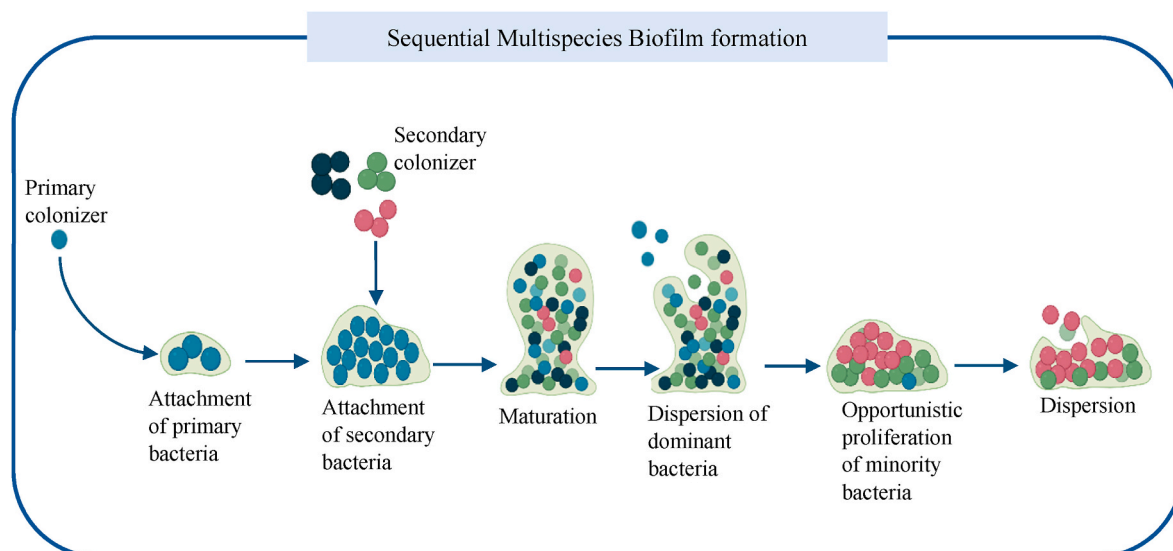 Sequential Multispecies Biofilm formation
Secondary
colonizer
Primary
colonizer
Attachment
of primary
bacteria
Attachment
of secondary
bacteria
Maturation
Dispersion of
dominant
bacteria
Opportunistic
proliferation
of minority
bacteria
Dispersion